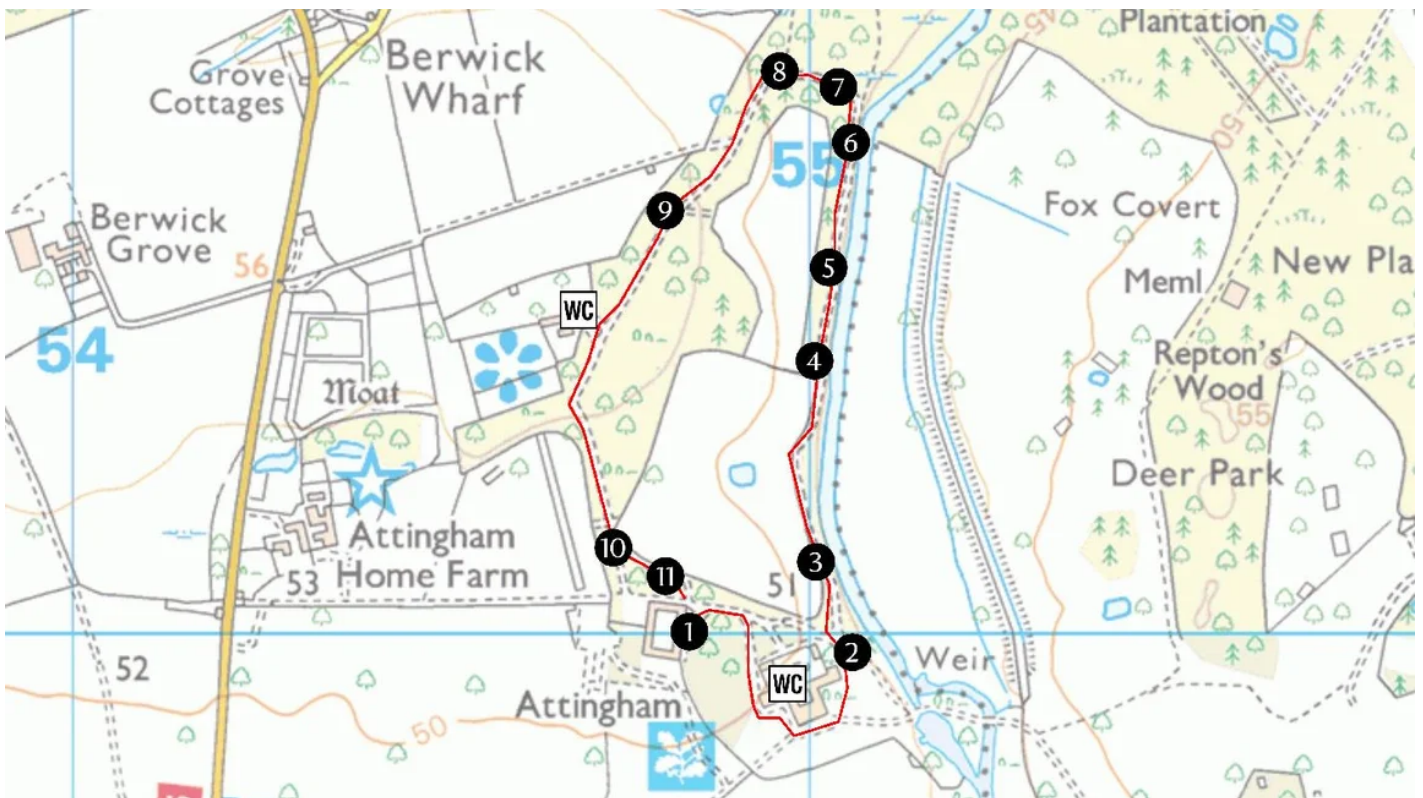 Plantation
45
Berwick
Wharf
Grove
Cottages
8
7
50
6
55
Fox Covert
9
Berwick
Grove
56
5
New Pla
Meml
WC
54
4
Repton's
Wood
55
Moat
Deer Park
Attingham
Home Farm
10
3
11
53
51
1
2
Weir
52
WC
Attingham
50